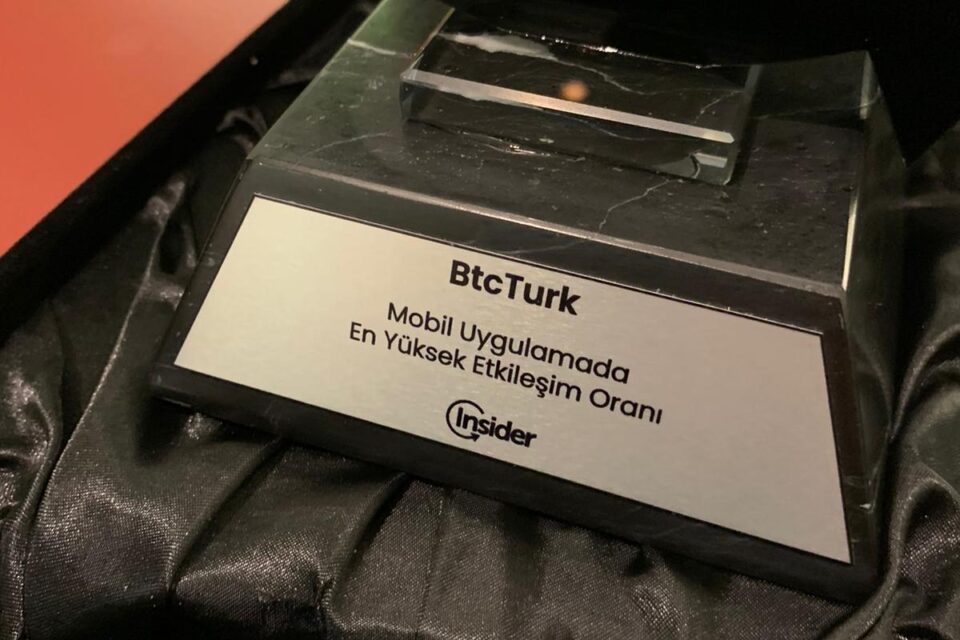 BtcTurk
Mobil Uygulamada
En Yüksek Etkileşim Oranı
Insider